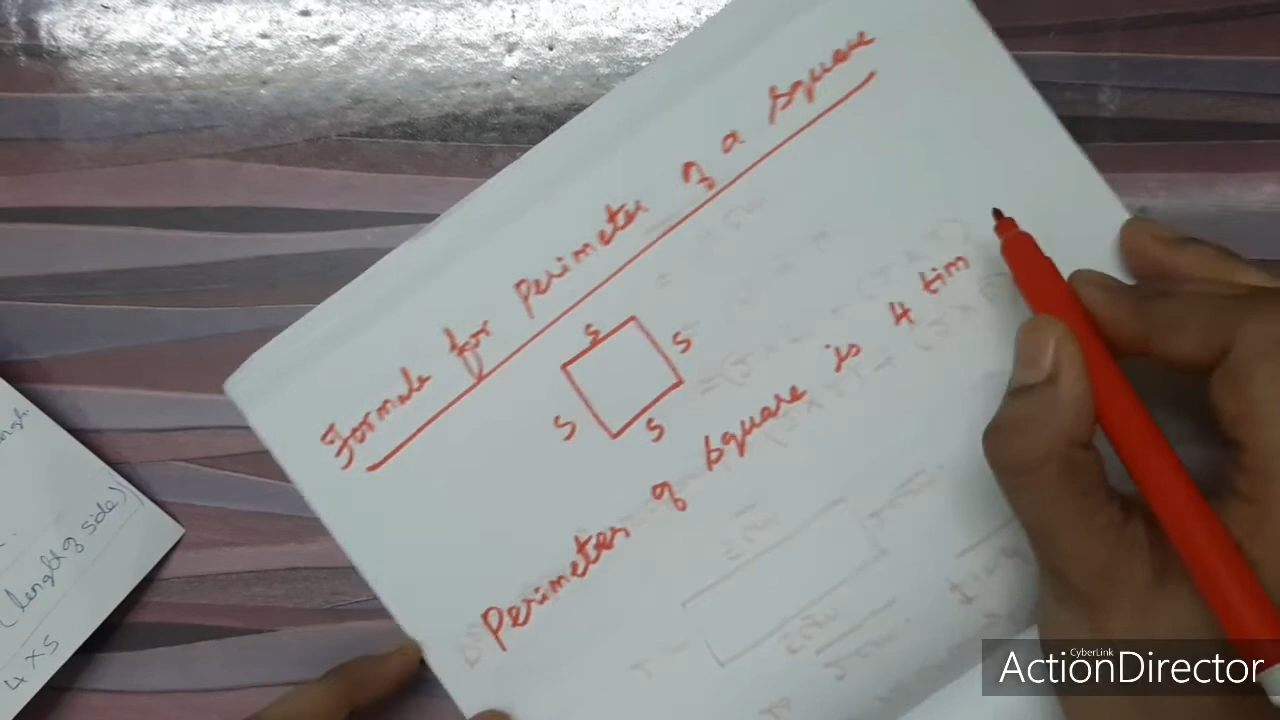 Formula for Perimeter of a Square
S
S
S
S
Perimeter of square is 4 tim
(length of side)
4 x S
CyberLink
ActionDirector